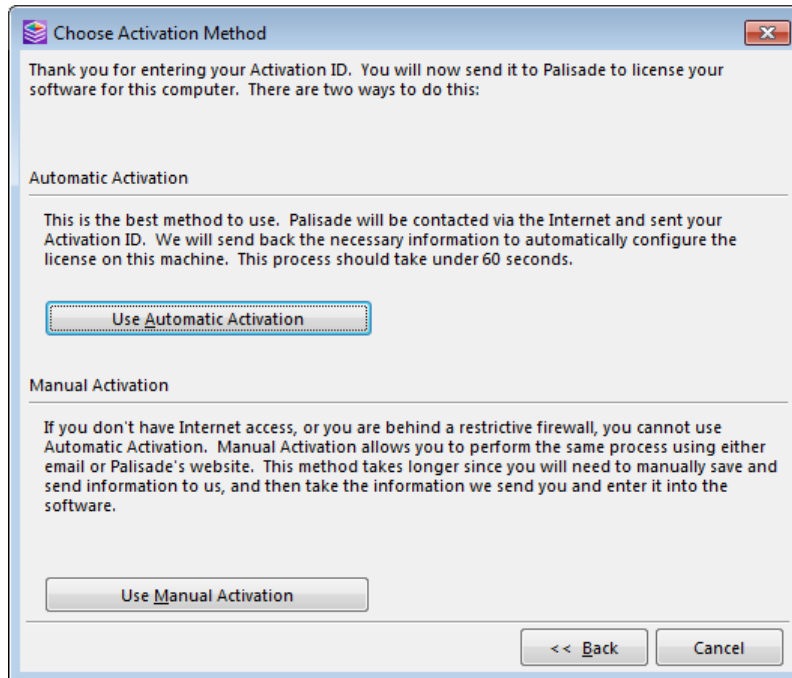 Choose Activation Method
Thank you for entering your Activation ID.  You will now send it to Palisade to license your
software for this computer.  There are two ways to do this:
Automatic Activation
This is the best method to use.  Palisade will be contacted via the Internet and sent your
Activation ID.  We will send back the necessary information to automatically configure the
license on this machine.  This process should take under 60 seconds.
Use Automatic Activation
Manual Activation
If you don't have Internet access, or you are behind a restrictive firewall, you cannot use
Automatic Activation.  Manual Activation allows you to perform the same process using either
email or Palisade's website.  This method takes longer since you will need to manually save and
send information to us, and then take the information we send you and enter it into the
software.
Use Manual Activation
<< Back
Cancel